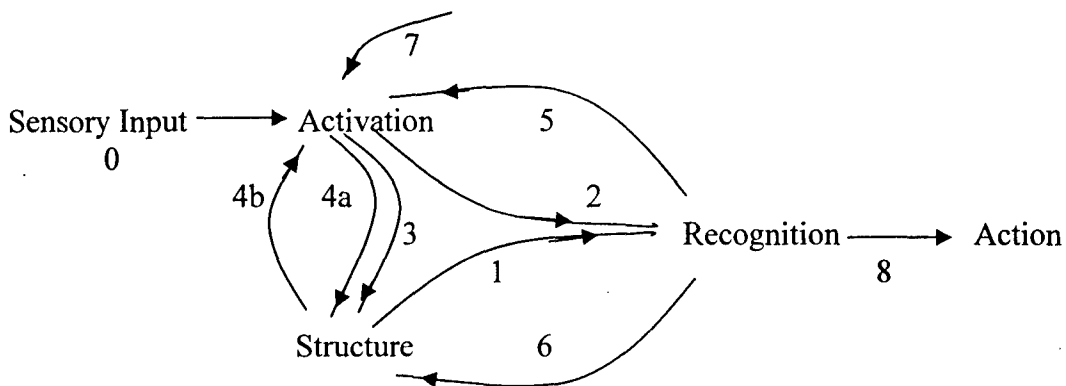 7
Sensory Input Activation 5
0
4b 4a 2
3 Recognition Action
1 8
Structure 6